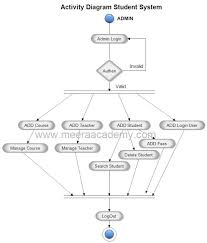 Activity Diagram Student System
ADMIN
Admin Login
Invalid
Authen
Valid
ADD Course
ADD Teacher
ADD Student
ADD Login User
www.meeraacademy.com
Manage Course
Manage Teacher
ADD Fees
Delete Student
Search Student
LogOut